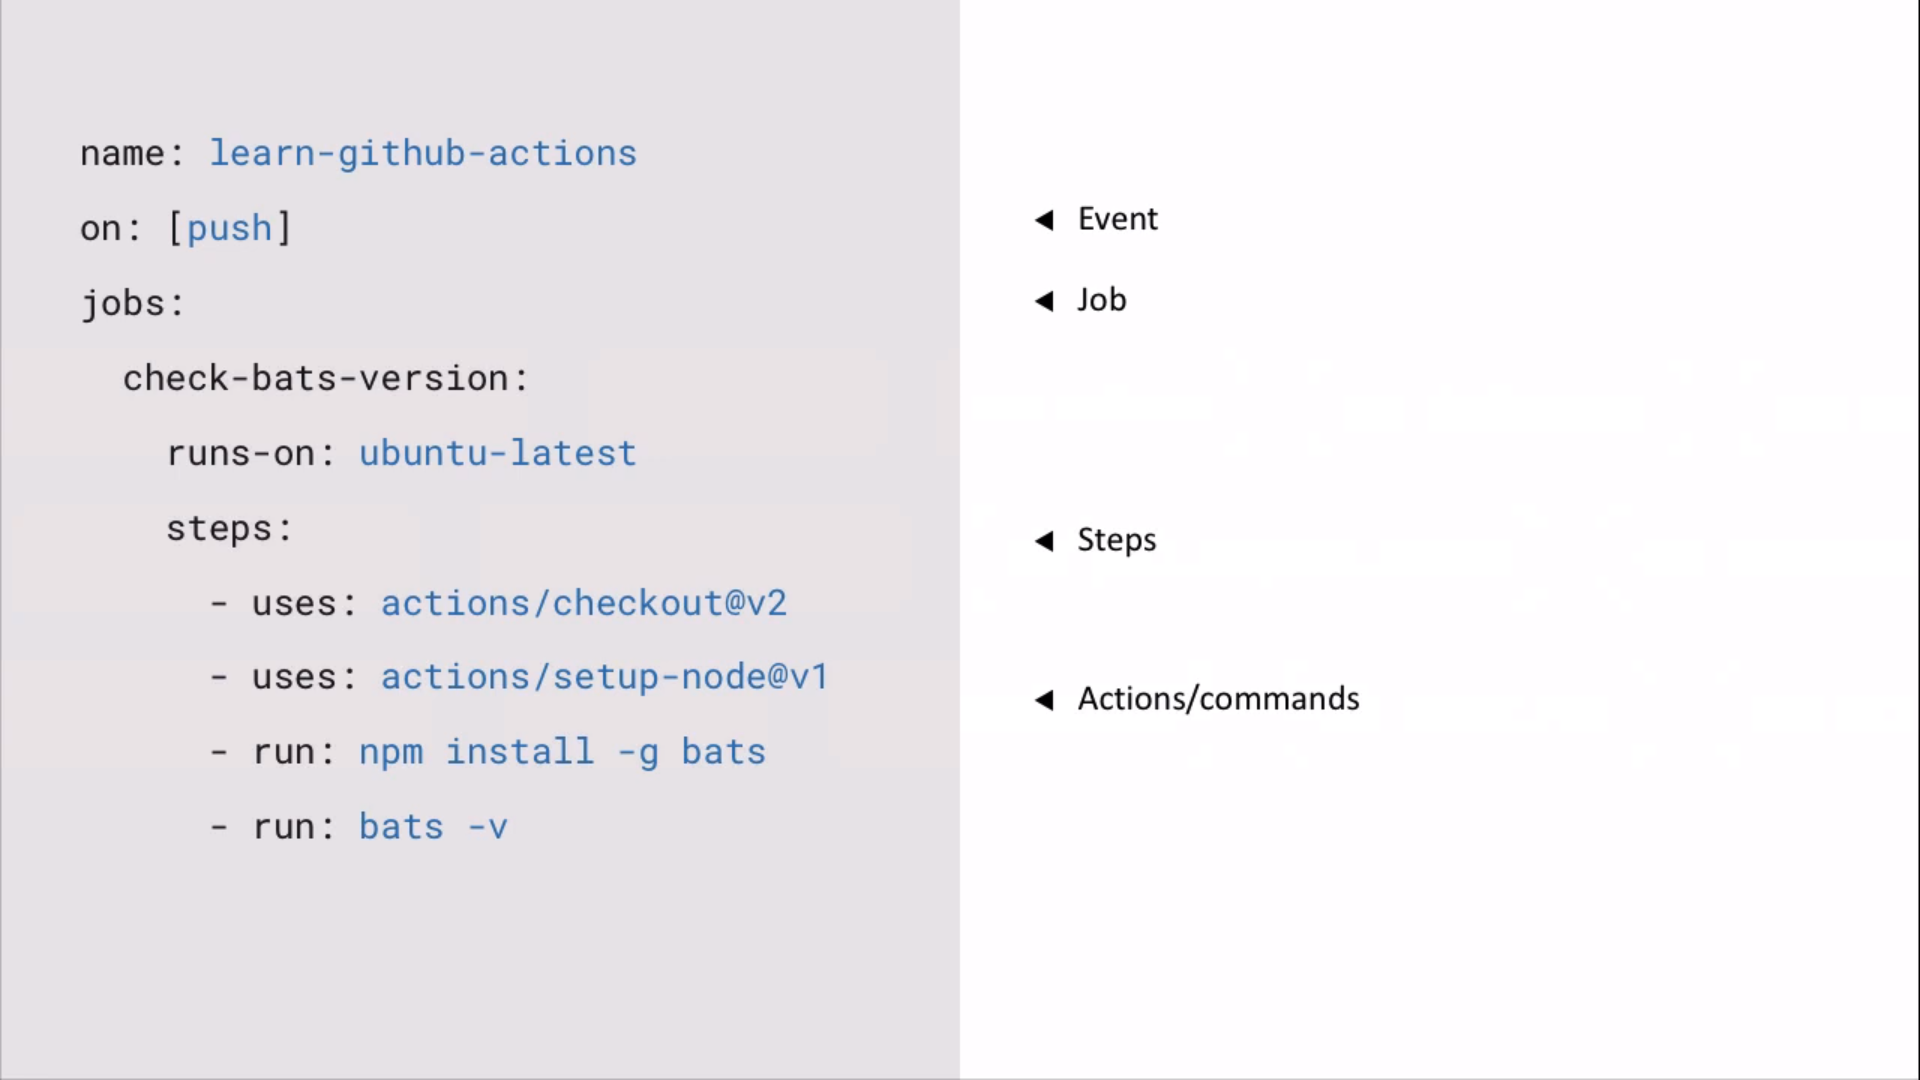 name: learn-github-actions
on: [push]
jobs:
check-bats-version:
runs-on: ubuntu-latest
steps:
- uses: actions/checkout@v2
- uses: actions/setup-node@v1
- run: npm install -g bats
- run: bats -v
◄ Event
◄ Job
◄ Steps
◄ Actions/commands